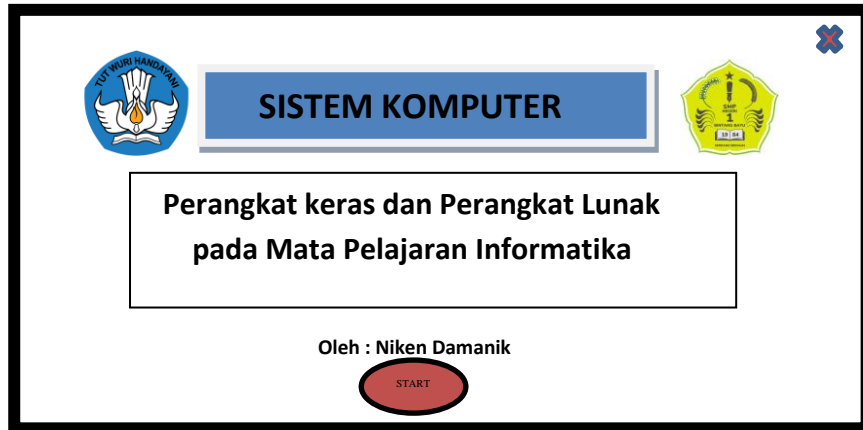 TUT WURI HANDAYANI
SISTEM KOMPUTER
SMP
1
19 84
Perangkat keras dan Perangkat Lunak
pada Mata Pelajaran Informatika
Oleh : Niken Damanik
START